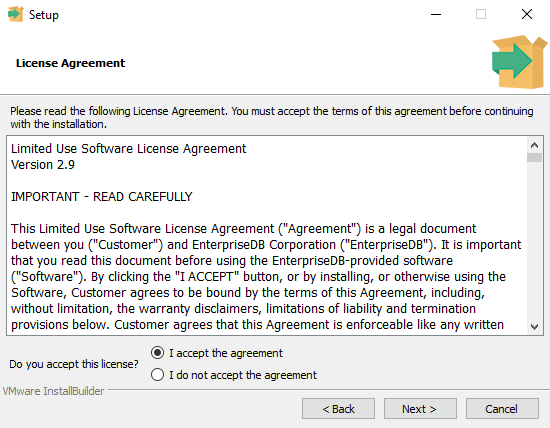 Setup
License Agreement
Please read the following License Agreement. You must accept the terms of this agreement before continuing
with the installation.
Limited Use Software License Agreement
Version 2.9
IMPORTANT - READ CAREFULLY
This Limited Use Software License Agreement ("Agreement") is a legal document
between you ("Customer") and EnterpriseDB Corporation ("EnterpriseDB"). It is important
that you read this document before using the EnterpriseDB-provided software
("Software"). By clicking the "I ACCEPT" button, or by installing, or otherwise using the
Software, Customer agrees to be bound by the terms of this Agreement, including,
without limitation, the warranty disclaimers, limitations of liability and termination
provisions below. Customer agrees that this Agreement is enforceable like any written
Do you accept this license?
I accept the agreement
I do not accept the agreement
VMware InstallBuilder
< Back
Next >
Cancel